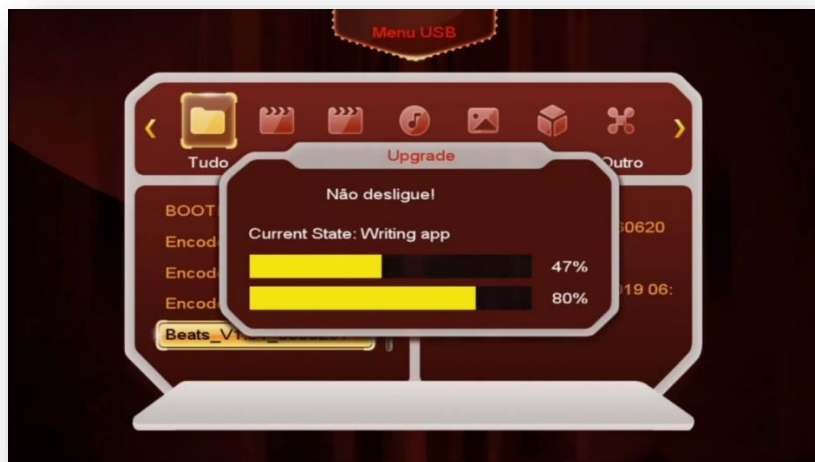 Menu USB
Tudo
Outro
Upgrade
Não desligue!
Current State: Writing app
47%
80%
BOOT
Encod
Encod
Encod
Beats_V1
0620
019 06: